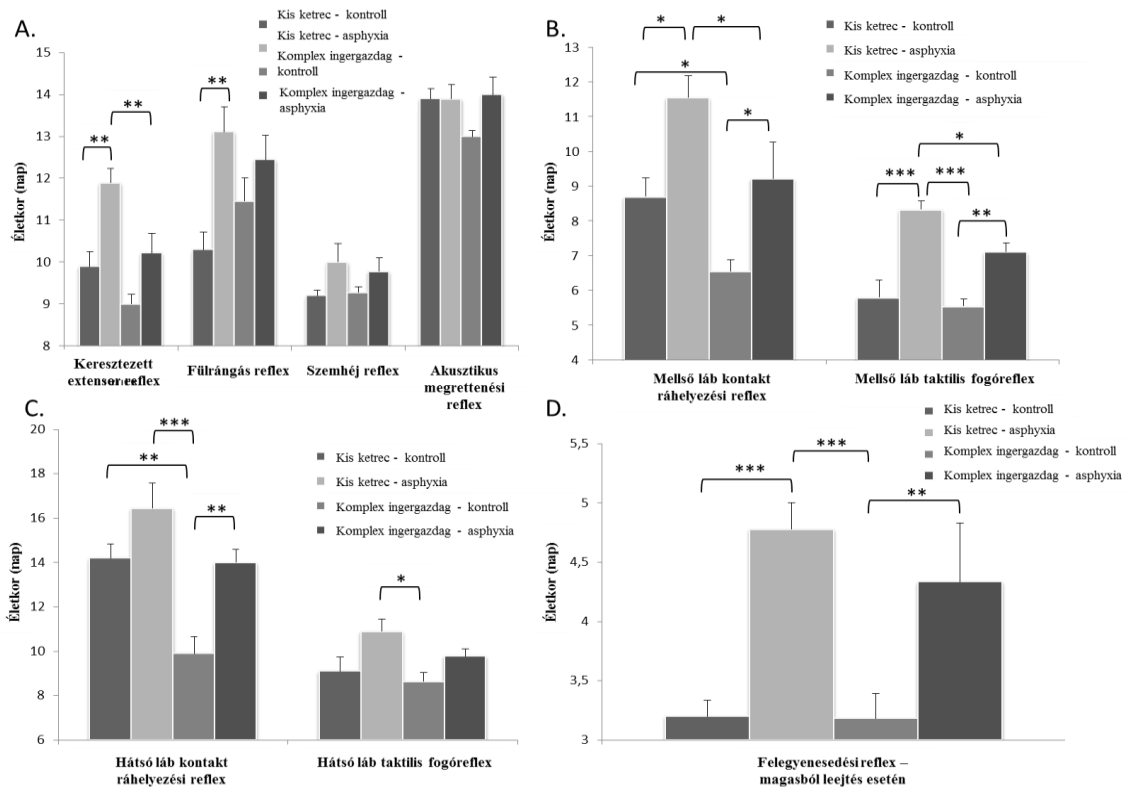 A.
Kis ketrec - kontroll
Kis ketrec - asphyxia
Komplex ingergazdag -
kontroll
Komplex ingergazdag -
asphyxia
Életkor (nap)
15
14
13
12
11
10
9
8
**
**
**
Keresztezett
extensor reflex
Fülrángás reflex
Szemhéj reflex
Akusztikus
megrettenési
reflex
B.
Kis ketrec - kontroll
Kis ketrec - asphyxia
Komplex ingergazdag - kontroll
Komplex ingergazdag - asphyxia
Életkor (nap)
13
12
11
10
9
8
7
6
5
4
*
*
*
*
*
***
***
**
Mellső láb kontakt
ráhelyezési reflex
Mellső láb taktilis fogóreflex
C.
Kis ketrec - kontroll
Kis ketrec - asphyxia
Komplex ingergazdag - kontroll
Komplex ingergazdag - asphyxia
Életkor (nap)
20
18
16
14
12
10
8
6
***
**
**
*
Hátsó láb kontakt
ráhelyezési reflex
Hátsó láb taktilis fogóreflex
D.
Kis ketrec - kontroll
Kis ketrec - asphyxia
Komplex ingergazdag - kontroll
Komplex ingergazdag - asphyxia
Életkor (nap)
5,5
5
4,5
4
3,5
3
***
***
**
Felegyenesedési reflex –
magasból leejtés esetén